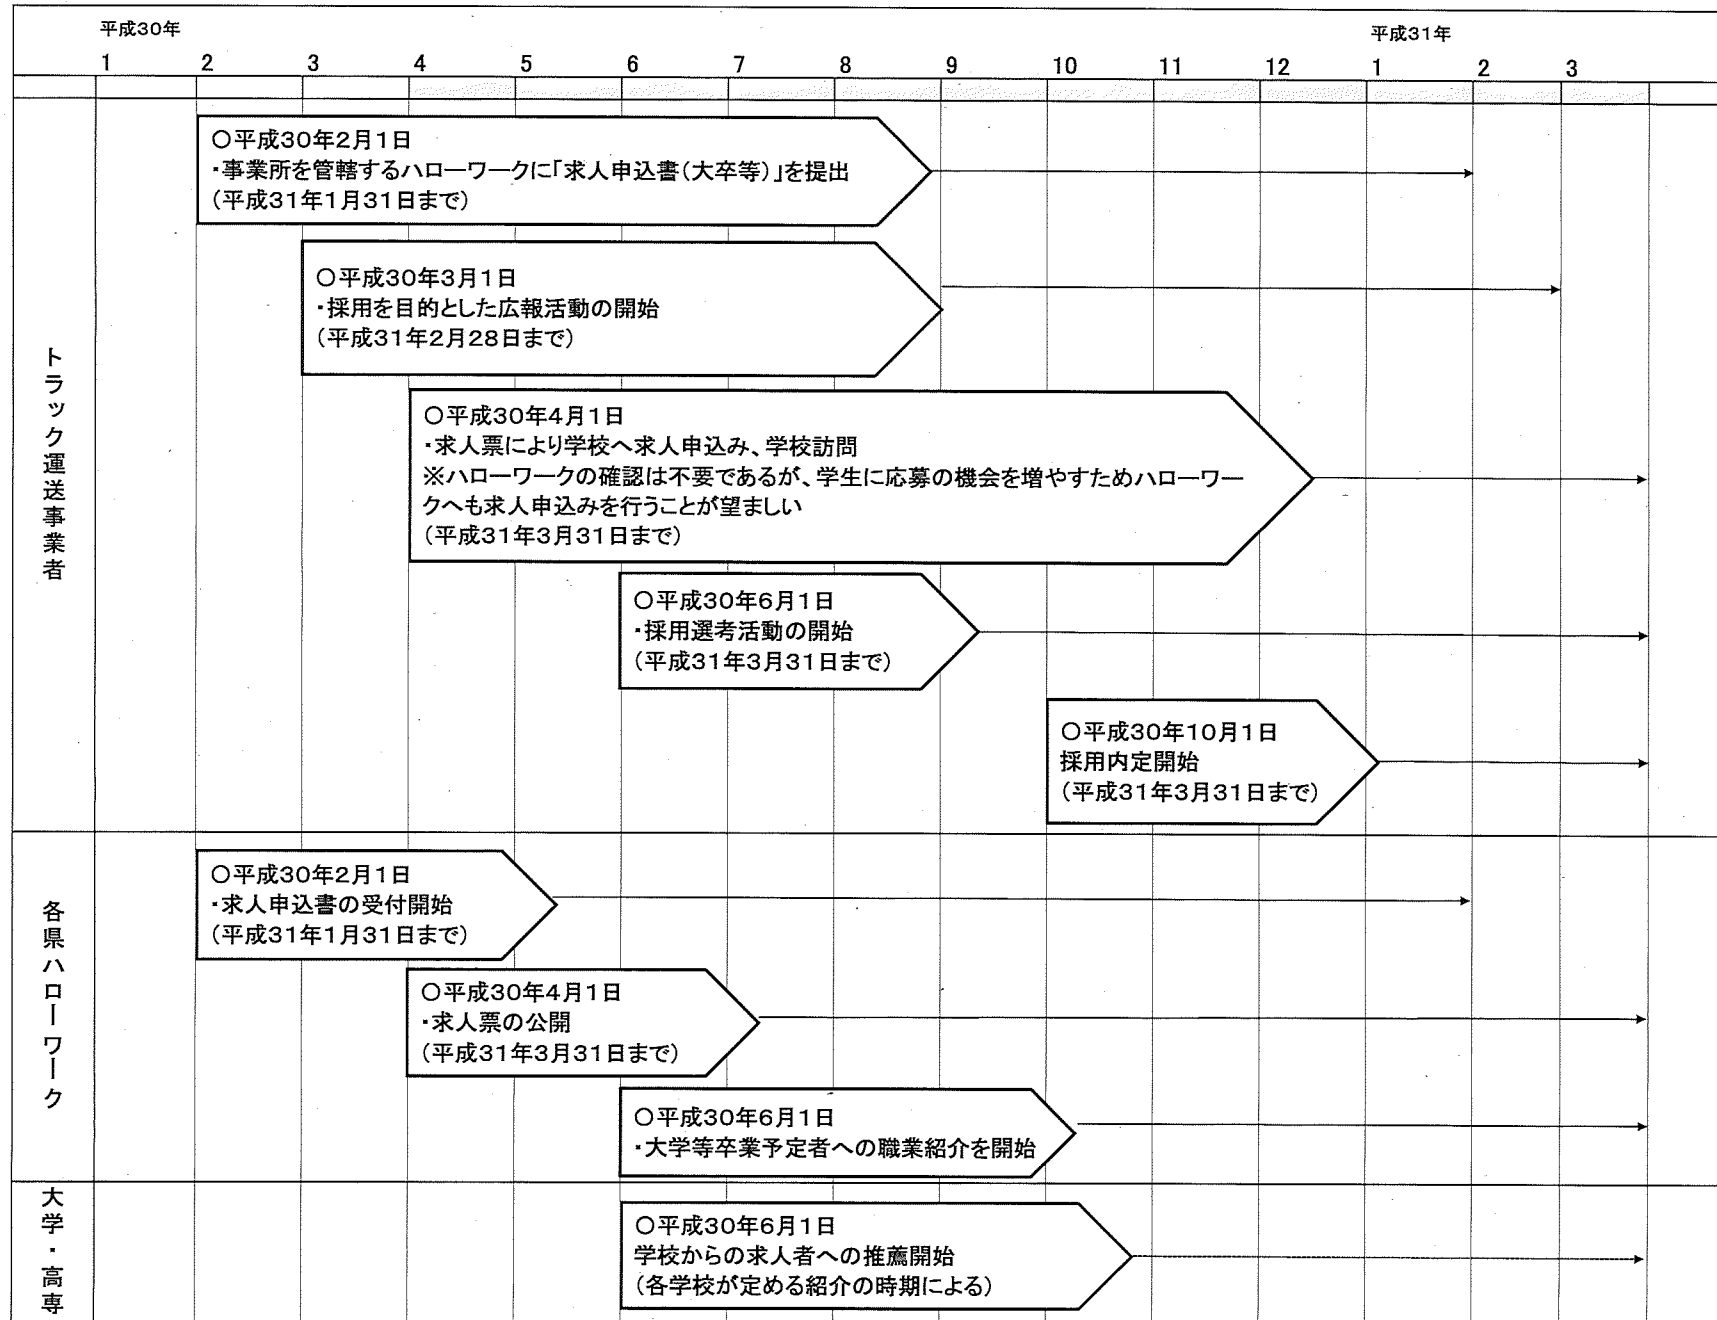 平成30年
平成31年
1 2 3 4 5 6 7 8 9 10 11 12 1 2 3
トラック運送事業者
○平成30年2月1日
・事業所を管轄するハローワークに「求人申込書(大卒等)」を提出
(平成31年1月31日まで)
○平成30年3月1日
・採用を目的とした広報活動の開始
(平成31年2月28日まで)
○平成30年4月1日
・求人票により学校へ求人申込み、学校訪問
※ハローワークの確認は不要であるが、学生に応募の機会を増やすためハローワー
クへも求人申込みを行うことが望ましい
(平成31年3月31日まで)
○平成30年6月1日
・採用選考活動の開始
(平成31年3月31日まで)
○平成30年10月1日
採用内定開始
(平成31年3月31日まで)
各県ハローワーク
○平成30年2月1日
・求人申込書の受付開始
(平成31年1月31日まで)
○平成30年4月1日
・求人票の公開
(平成31年3月31日まで)
○平成30年6月1日
・大学等卒業予定者への職業紹介を開始
大学・高専
○平成30年6月1日
学校からの求人者への推薦開始
(各学校が定める紹介の時期による)